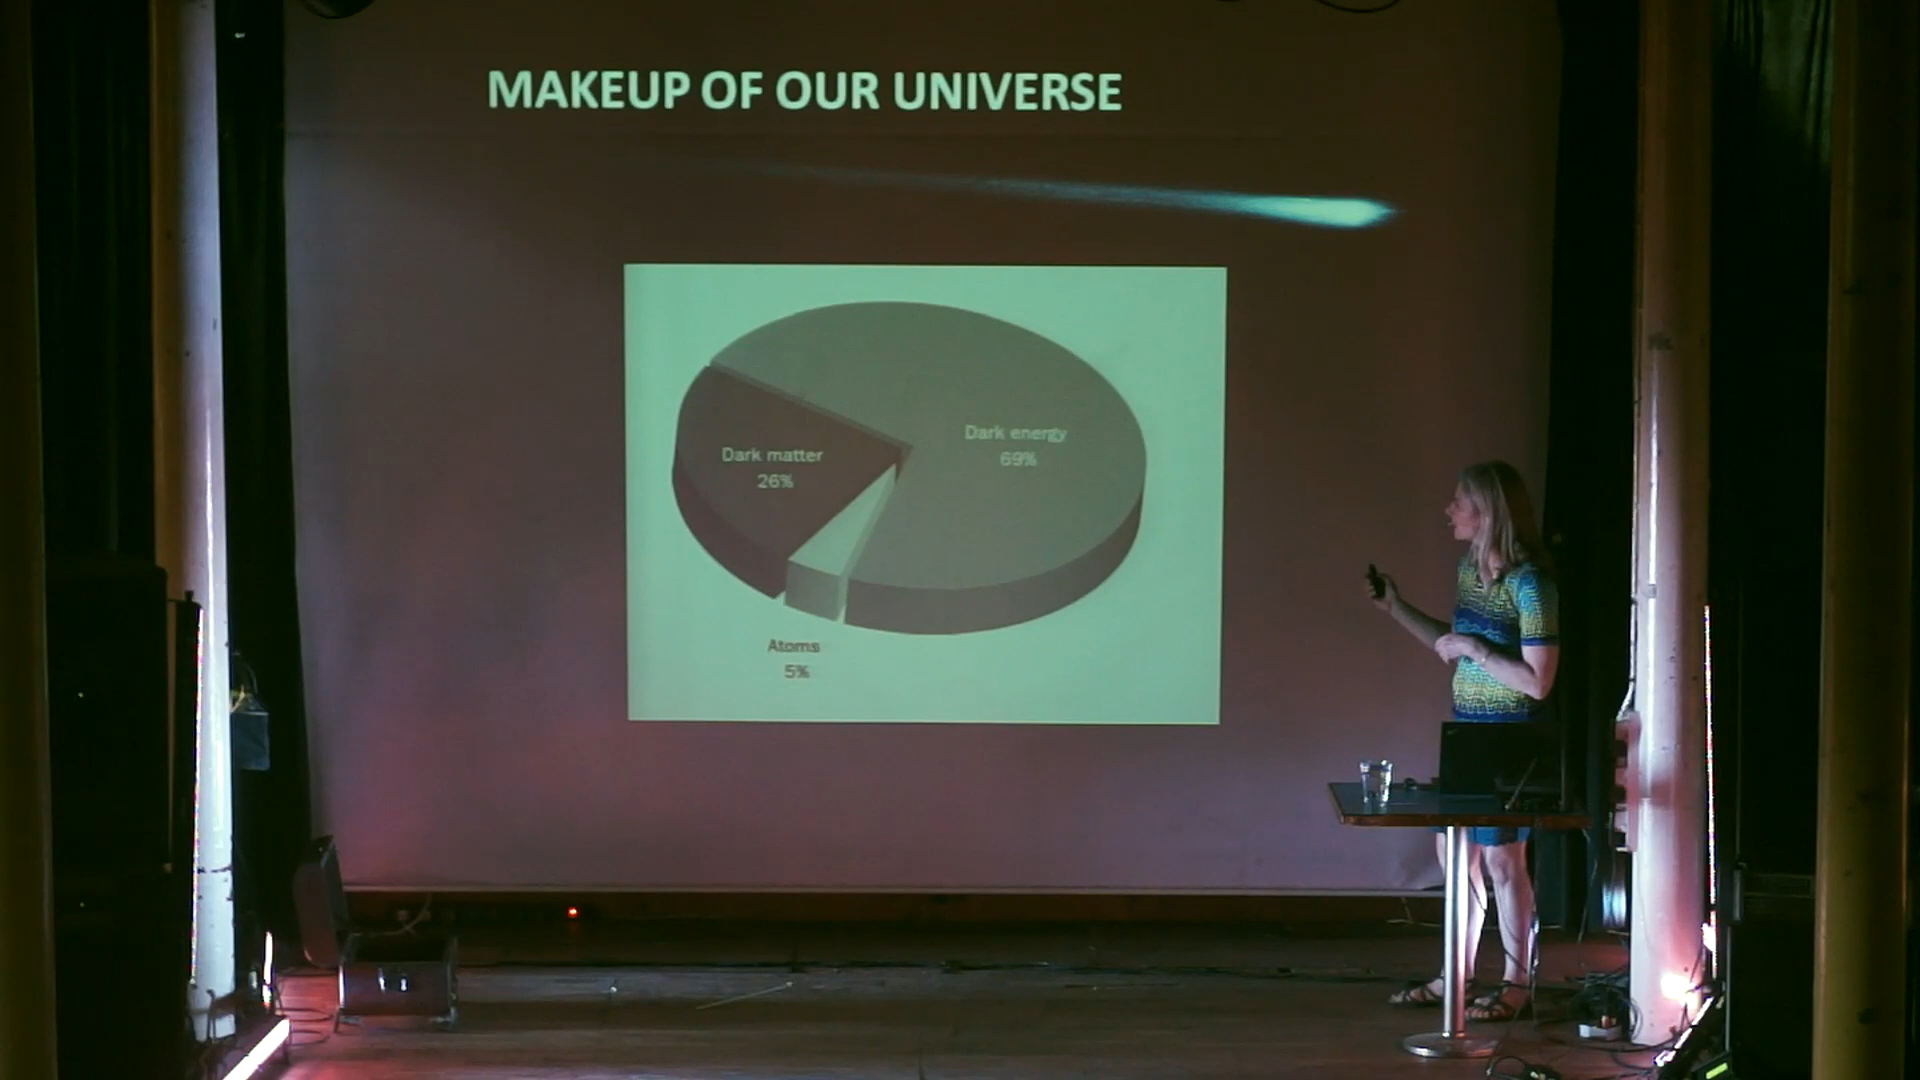 MAKEUP OF OUR UNIVERSE
Dark energy
69%
Dark matter
26%
Atoms
5%